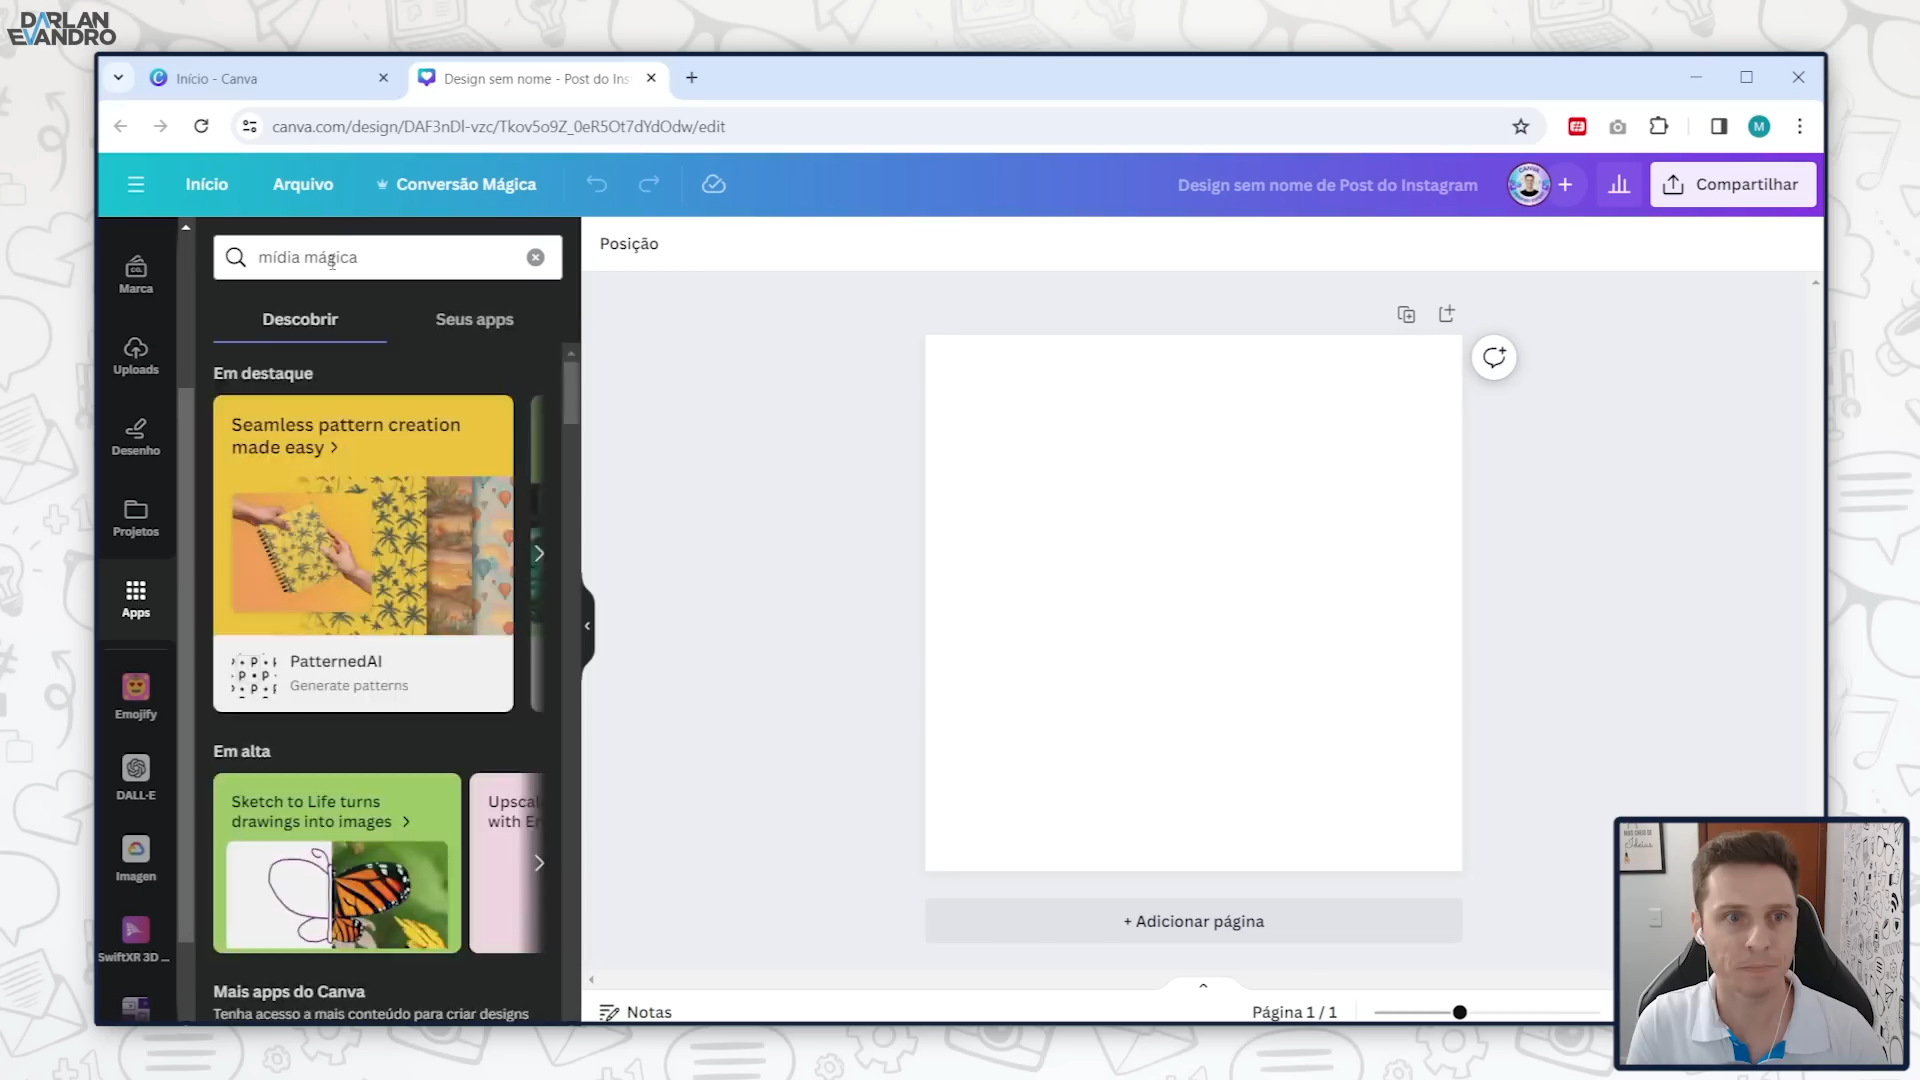 DARLAN
EVANDRO
Início - Canva
Design sem nome - Post do Ins
canva.com/design/DAF3nDl-vzc/Tkov5o9Z_0eR5Ot7dYdOdw/edit
M
Início
Arquivo
Conversão Mágica
Design sem nome de Post do Instagram
Compartilhar
Marca
Uploads
Desenho
Projetos
Apps
Emojify
DALL·E
Imagen
SwiftXR 3D ...
mídia mágica
Descobrir
Seus apps
Em destaque
Seamless pattern creation
made easy >
PatternedAI
Generate patterns
Em alta
Sketch to Life turns
drawings into images >
Upscal
with En
Mais apps do Canva
Tenha acesso a mais conteúdo para criar designs
Posição
+ Adicionar página
Notas
Página 1 / 1
Ideias